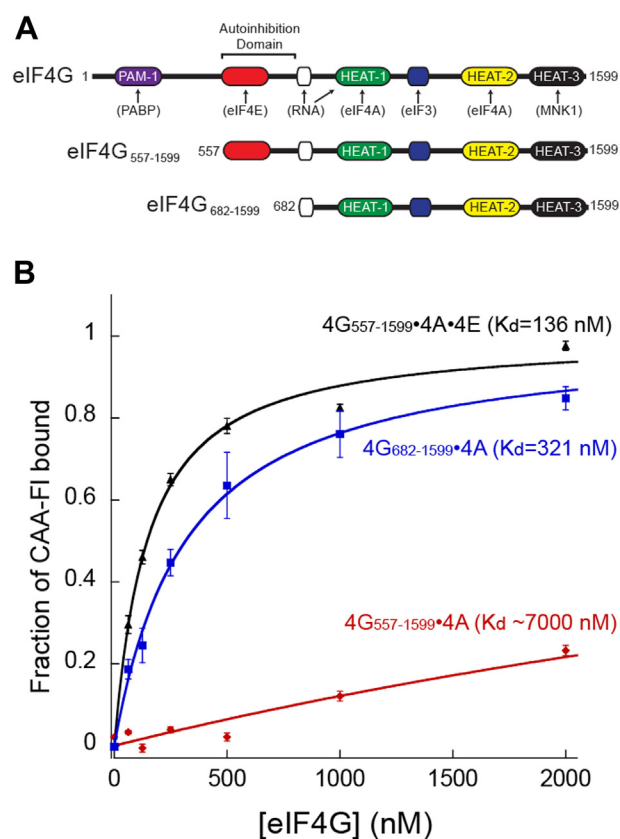 A
Autoinhibition
Domain
eIF4G 1 PAM-1 HEAT-1 HEAT-2 HEAT-3 1599
(PABP) (eIF4E) (RNA) (eIF4A) (eIF3) (eIF4A) (MNK1)
eIF4G557-1599 557 HEAT-1 HEAT-2 HEAT-3 1599
eIF4G682-1599 682 HEAT-1 HEAT-2 HEAT-3 1599
B
4G557-1599•4A•4E (Kd=136 nM)
4G682-1599•4A (Kd=321 nM)
4G557-1599•4A (Kd ~7000 nM)
Fraction of CAA-Fl bound
1
0.8
0.6
0.4
0.2
0
0 500 1000 1500 2000
[eIF4G] (nM)